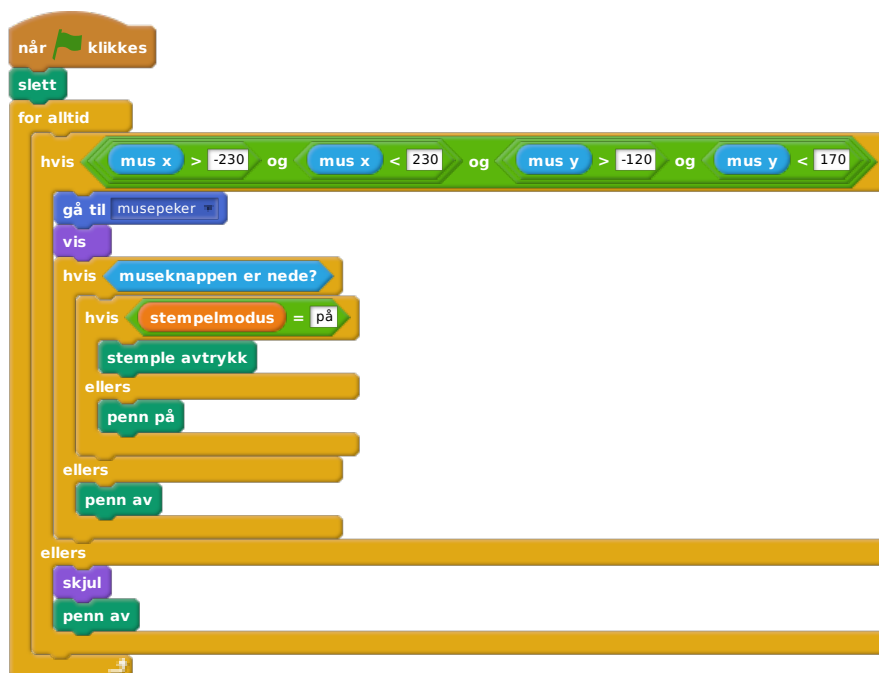 når klikkes
slett
for alltid
hvis mus x > -230 og mus x < 230 og mus y > -120 og mus y < 170
gå til musepeker
vis
hvis museknappen er nede?
hvis stempelmodus = på
stemple avtrykk
ellers
penn på
ellers
penn av
ellers
skjul
penn av